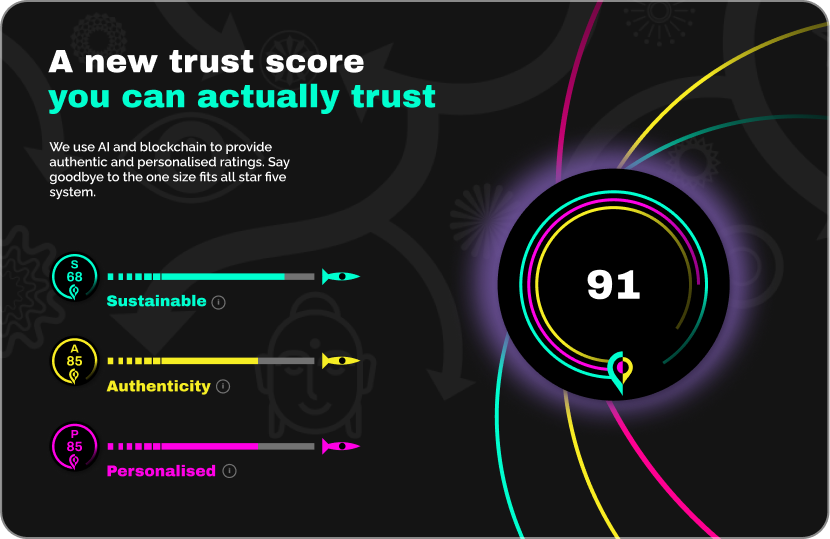 A new trust score
you can actually trust
We use AI and blockchain to provide
authentic and personalised ratings. Say
goodbye to the one size fits all star five
system.
S
68
Sustainable i
A
85
Authenticity i
P
85
Personalised i
91